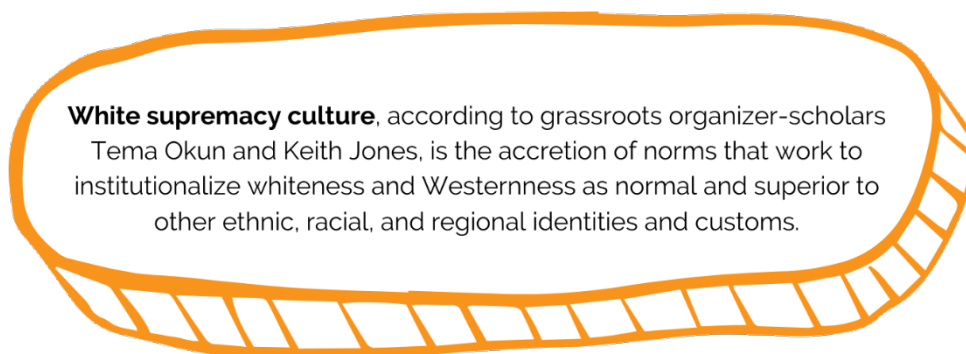 White supremacy culture, according to grassroots organizer-scholars
Tema Okun and Keith Jones, is the accretion of norms that work to
institutionalize whiteness and Westernness as normal and superior to
other ethnic, racial, and regional identities and customs.